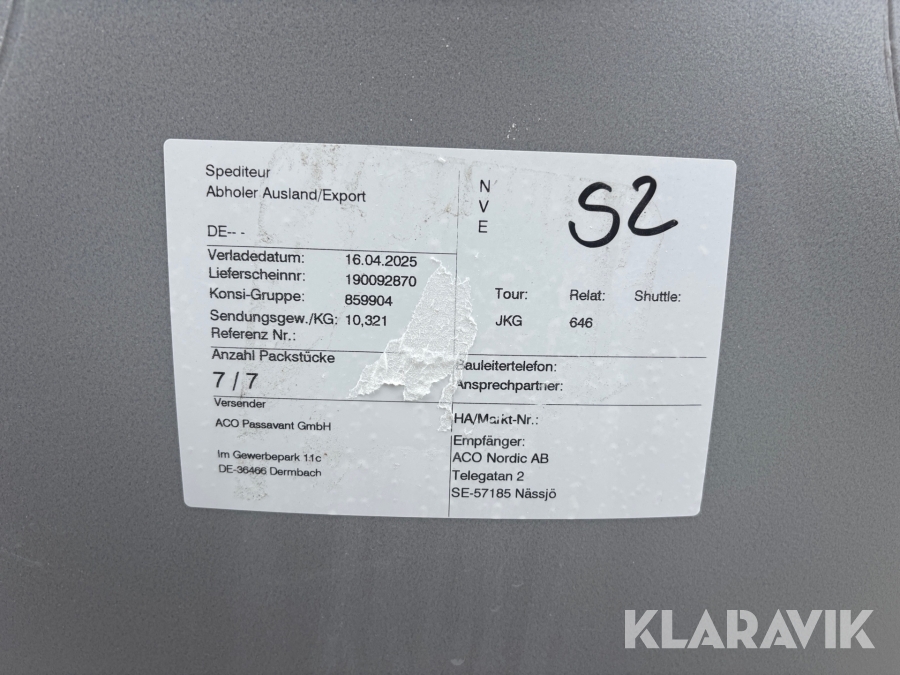 Spediteur
Abholer Ausland/Export
DE-- -
Verladedatum: 16.04.2025
Lieferscheinnr: 190092870
Konsi-Gruppe: 859904
Sendungsgew./KG: 10,321
Referenz Nr.:
Anzahl Packstücke
7 / 7
Versender
ACO Passavant GmbH
Im Gewerbepark 11c
DE-36466 Dermbach
N
V
E
S2
Tour: Relat: Shuttle:
JKG 646
Bauleitertelefon:
Ansprechpartner:
HA/Markt-Nr.:
Empfänger:
ACO Nordic AB
Telegatan 2
SE-57185 Nässjö
KLARAVIK